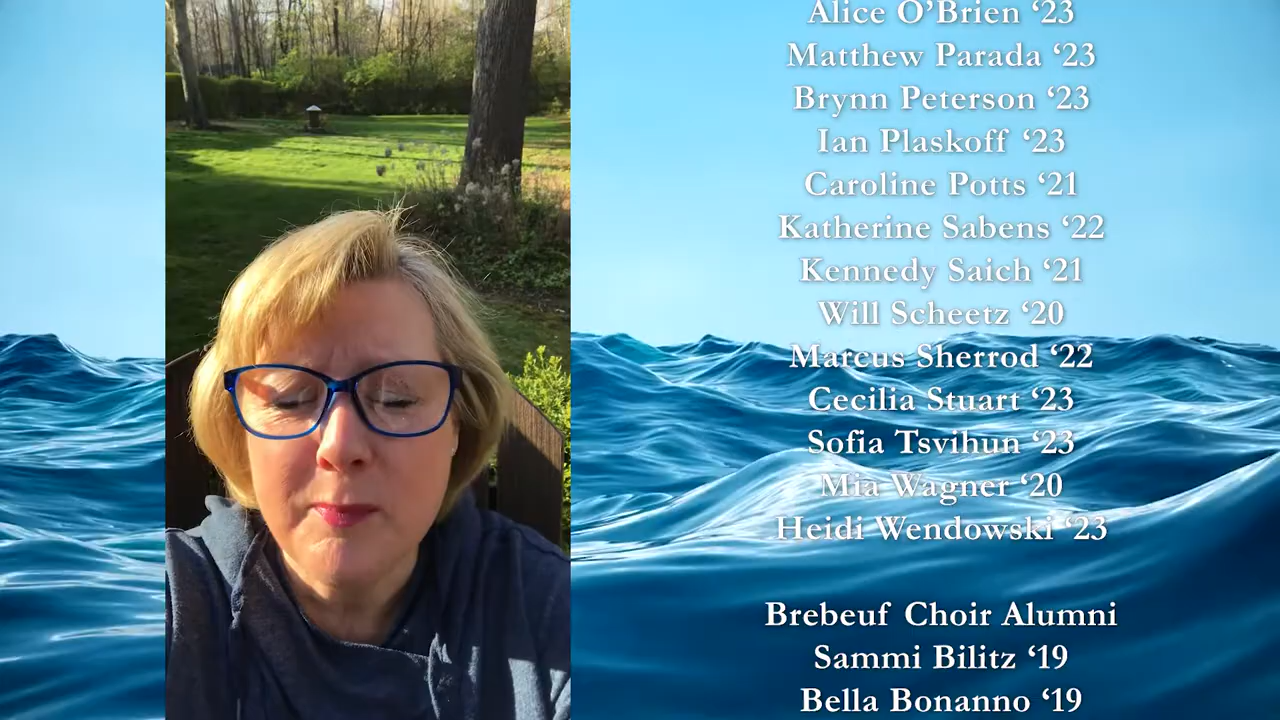 Alice O’Brien ‘23
Matthew Parada ‘23
Brynn Peterson ‘23
Ian Plaskoff ‘23
Caroline Potts ‘21
Katherine Sabens ‘22
Kennedy Saich ‘21
Will Scheetz ‘20
Marcus Sherrod ‘22
Cecilia Stuart ‘23
Sofia Tsvihun ‘23
Mia Wagner ‘20
Heidi Wendowski ‘23
Brebeuf Choir Alumni
Sammi Bilitz ‘19
Bella Bonanno ‘19